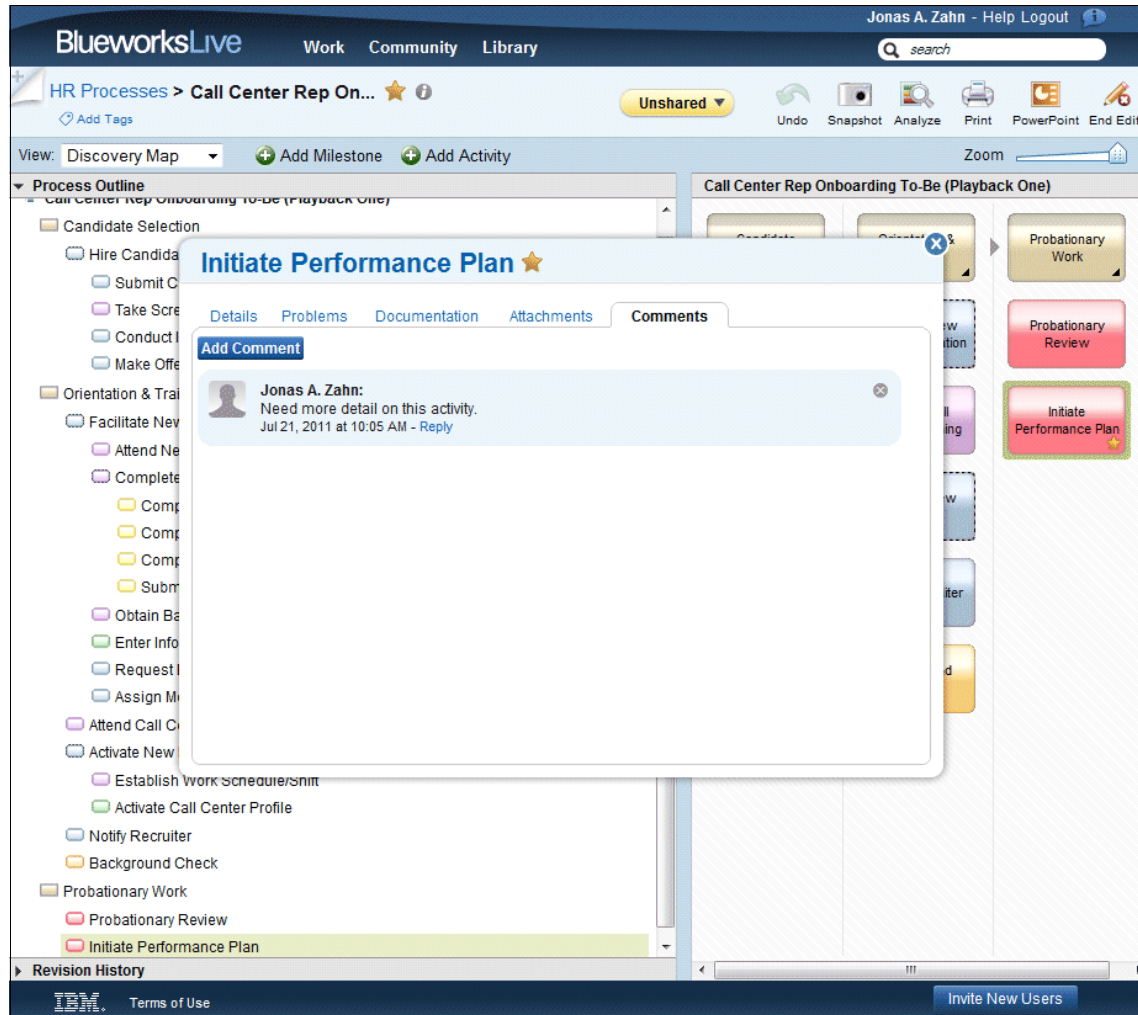 Jonas A. Zahn - Help Logout
BlueworksLive Work Community Library search
HR Processes > Call Center Rep On...
Add Tags
Unshared
Undo Snapshot Analyze Print PowerPoint End Edit
View: Discovery Map Add Milestone Add Activity Zoom
Process Outline
Call Center Rep Onboarding To-Be (Playback One)
Candidate Selection
Hire Candida
Submit C
Take Scre
Conduct I
Make Offe
Orientation & Trai
Facilitate New
Attend Ne
Complete
Comp
Comp
Comp
Subm
Obtain Ba
Enter Info
Request
Assign M
Attend Call C
Activate New
Establish Work Schedule/Shift
Activate Call Center Profile
Notify Recruiter
Background Check
Probationary Work
Probationary Review
Initiate Performance Plan
Revision History
Initiate Performance Plan
Details Problems Documentation Attachments Comments
Add Comment
Jonas A. Zahn:
Need more detail on this activity.
Jul 21, 2011 at 10:05 AM - Reply
Call Center Rep Onboarding To-Be (Playback One)
Candidate
Orientation &
Probationary
Work
Probationary
Review
Initiate
Performance Plan
IBM. Terms of Use Invite New Users